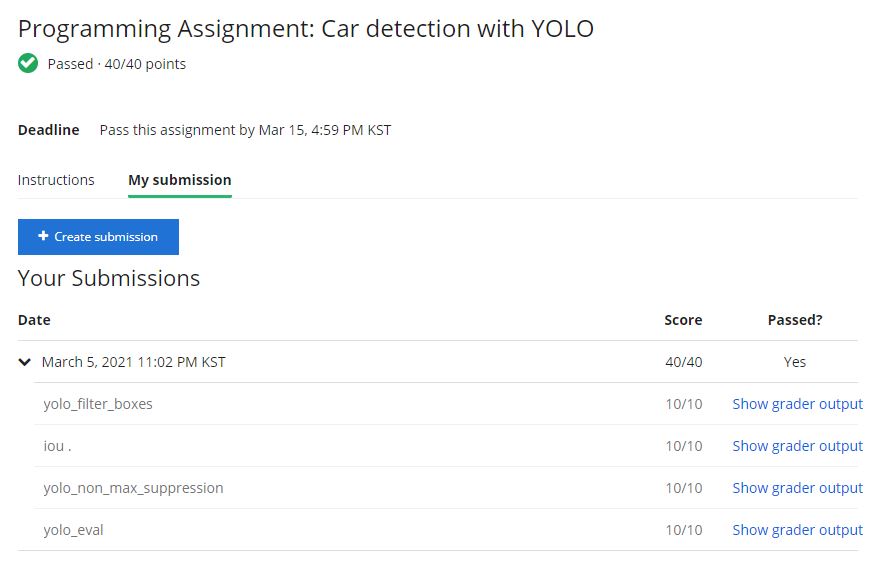 Programming Assignment: Car detection with YOLO
Passed · 40/40 points
Deadline Pass this assignment by Mar 15, 4:59 PM KST
Instructions My submission
+ Create submission
Your Submissions
Date Score Passed?
March 5, 2021 11:02 PM KST 40/40 Yes
yolo_filter_boxes 10/10 Show grader output
iou . 10/10 Show grader output
yolo_non_max_suppression 10/10 Show grader output
yolo_eval 10/10 Show grader output